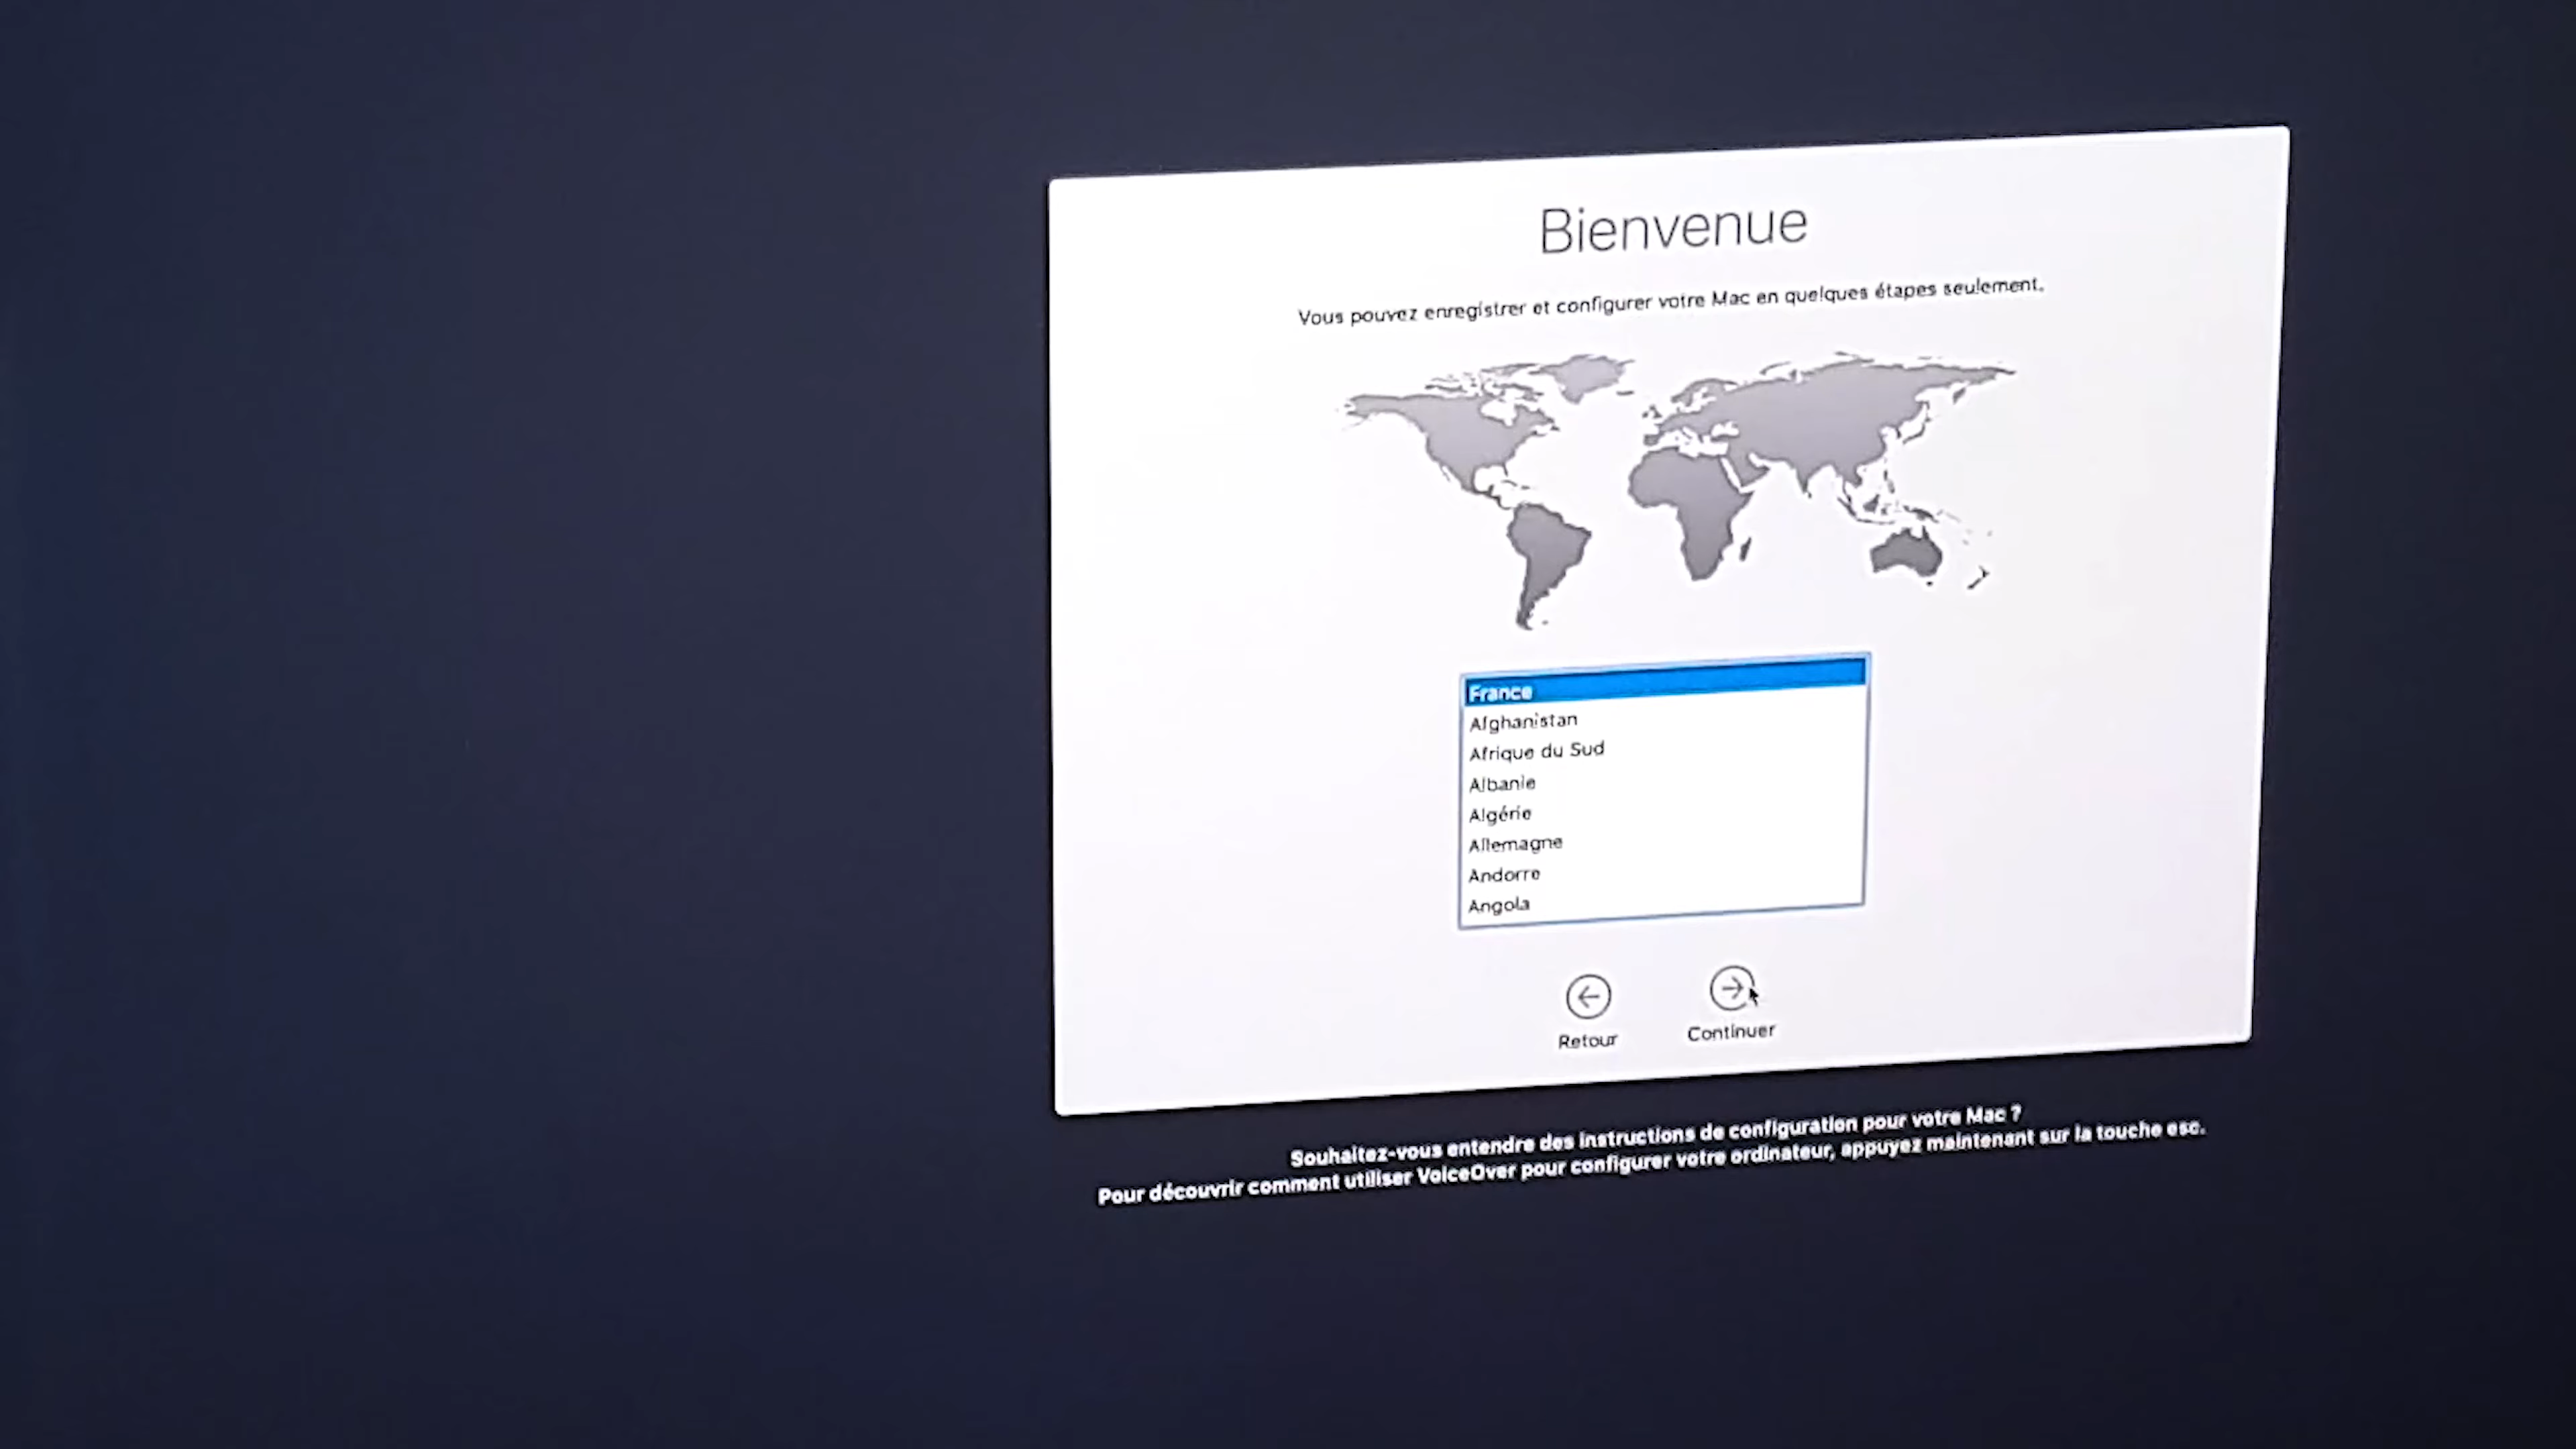 Bienvenue
Vous pouvez enregistrer et configurer votre Mac en quelques étapes seulement.
France
Afghanistan
Afrique du Sud
Albanie
Algérie
Allemagne
Andorre
Angola
Retour
Continuer
Souhaitez-vous entendre des instructions de configuration pour votre Mac ?
Pour découvrir comment utiliser VoiceOver pour configurer votre ordinateur, appuyez maintenant sur la touche esc.